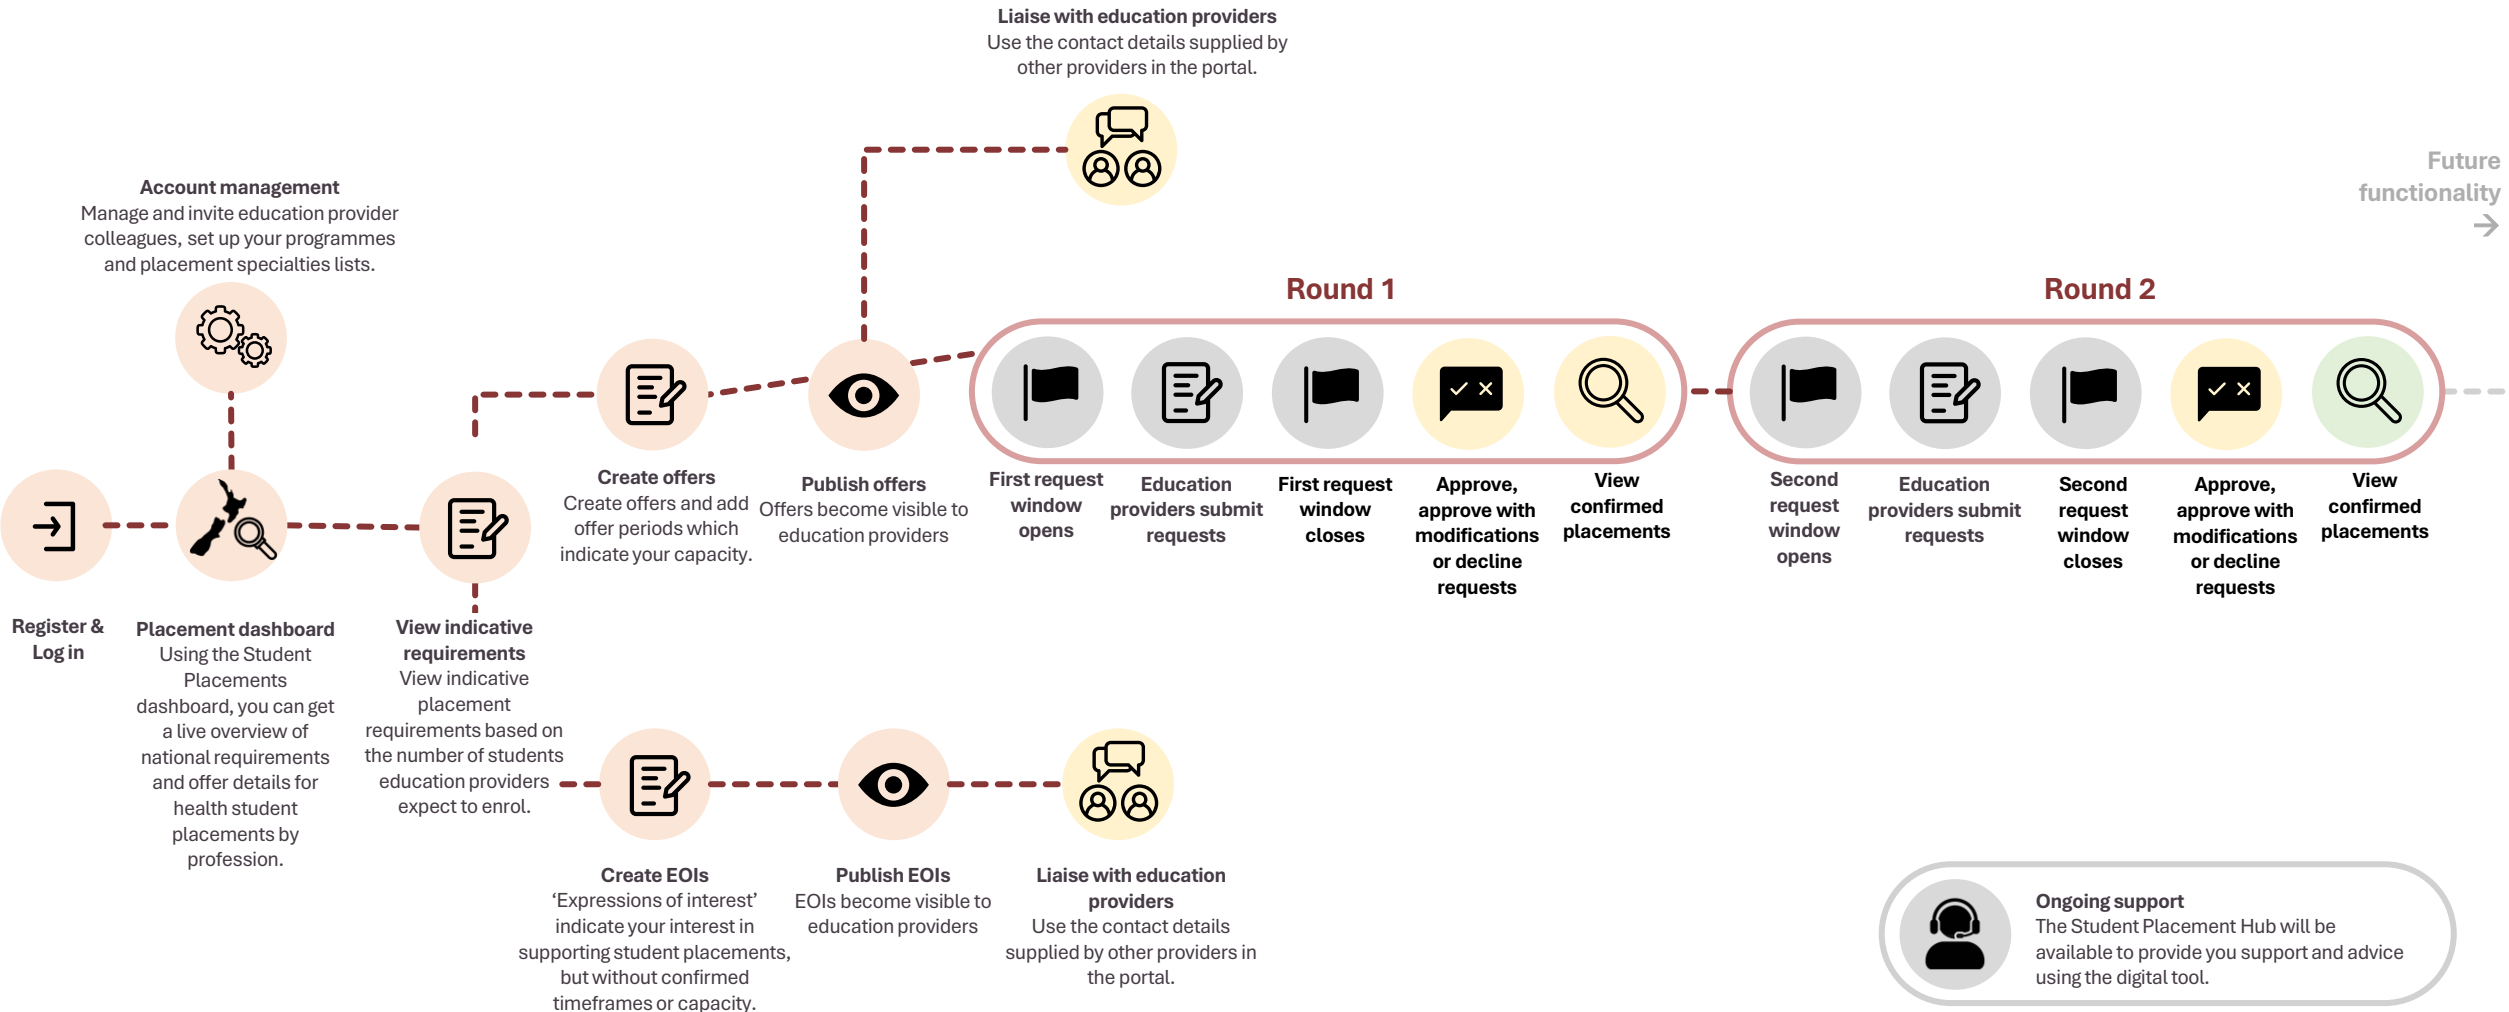 Liaise with education providers
Use the contact details supplied by
other providers in the portal.
Future
functionality
Account management
Manage and invite education provider
colleagues, set up your programmes
and placement specialties lists.
Round 1
Round 2
Create offers
Create offers and add
offer periods which
indicate your capacity.
Publish offers
Offers become visible to
education providers
First request
window
opens
Education
providers submit
requests
First request
window
closes
Approve,
approve with
modifications
or decline
requests
View
confirmed
placements
Second
request
window
opens
Education
providers submit
requests
Second
request
window
closes
Approve,
approve with
modifications
or decline
requests
View
confirmed
placements
Register &
Log in
Placement dashboard
Using the Student
Placements
dashboard, you can get
a live overview of
national requirements
and offer details for
health student
placements by
profession.
View indicative
requirements
View indicative
placement
requirements based on
the number of students
education providers
expect to enrol.
Create EOIs
‘Expressions of interest’
indicate your interest in
supporting student placements,
but without confirmed
timeframes or capacity.
Publish EOIs
EOIs become visible to
education providers
Liaise with education
providers
Use the contact details
supplied by other providers in
the portal.
Ongoing support
The Student Placement Hub will be
available to provide you support and advice
using the digital tool.